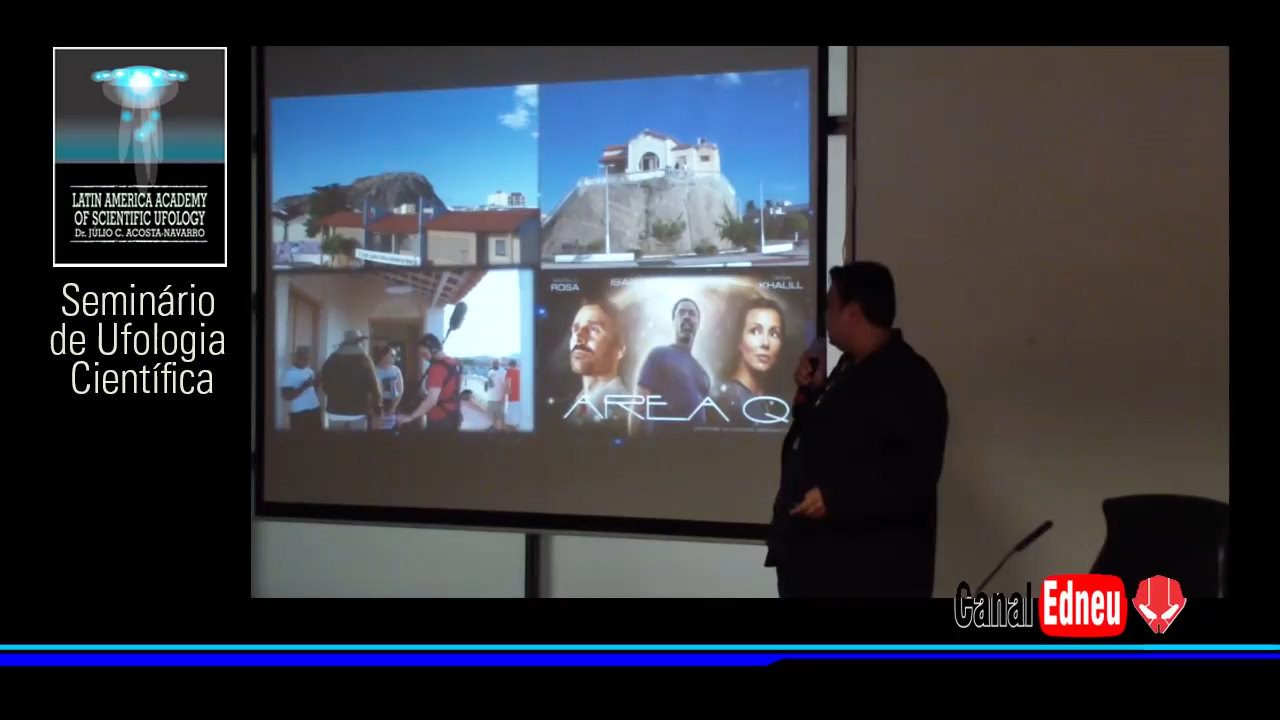 LATIN AMERICA ACADEMY
OF SCIENTIFIC UFOLOGY
Dr. JÚLIO C. ACOSTA-NAVARRO
Seminário
de Ufologia
Científica
ROSA
KHALILL
AREA Q
Canal Edneu